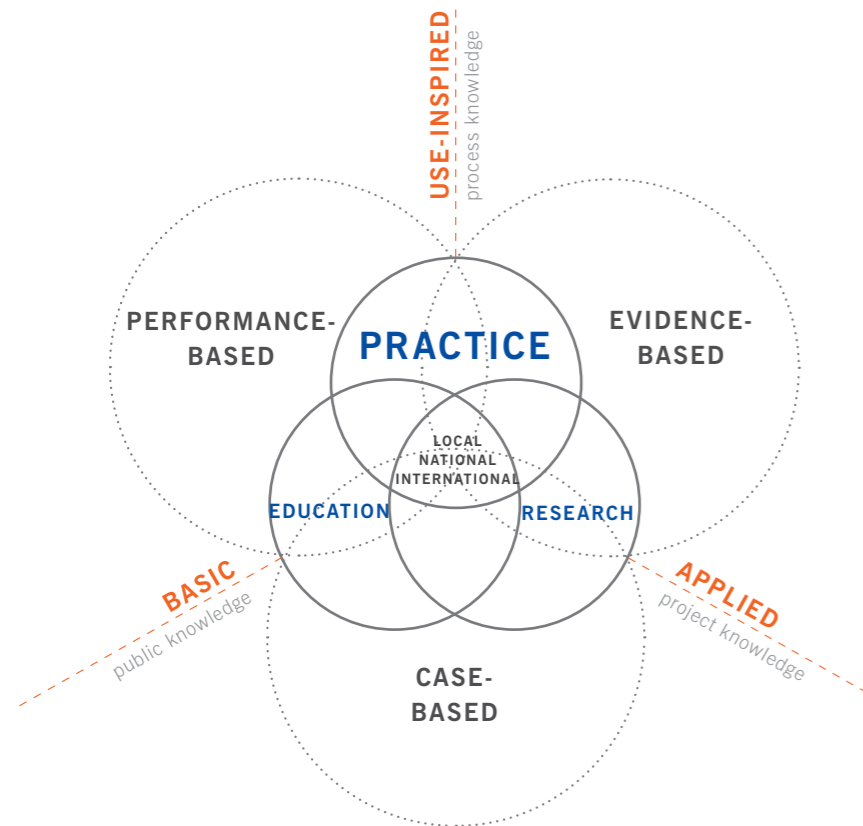 USE-INSPIRED
process knowledge
PERFORMANCE-
BASED
EVIDENCE-
BASED
PRACTICE
LOCAL
NATIONAL
INTERNATIONAL
EDUCATION
RESEARCH
BASIC
public knowledge
APPLIED
project knowledge
CASE-
BASED